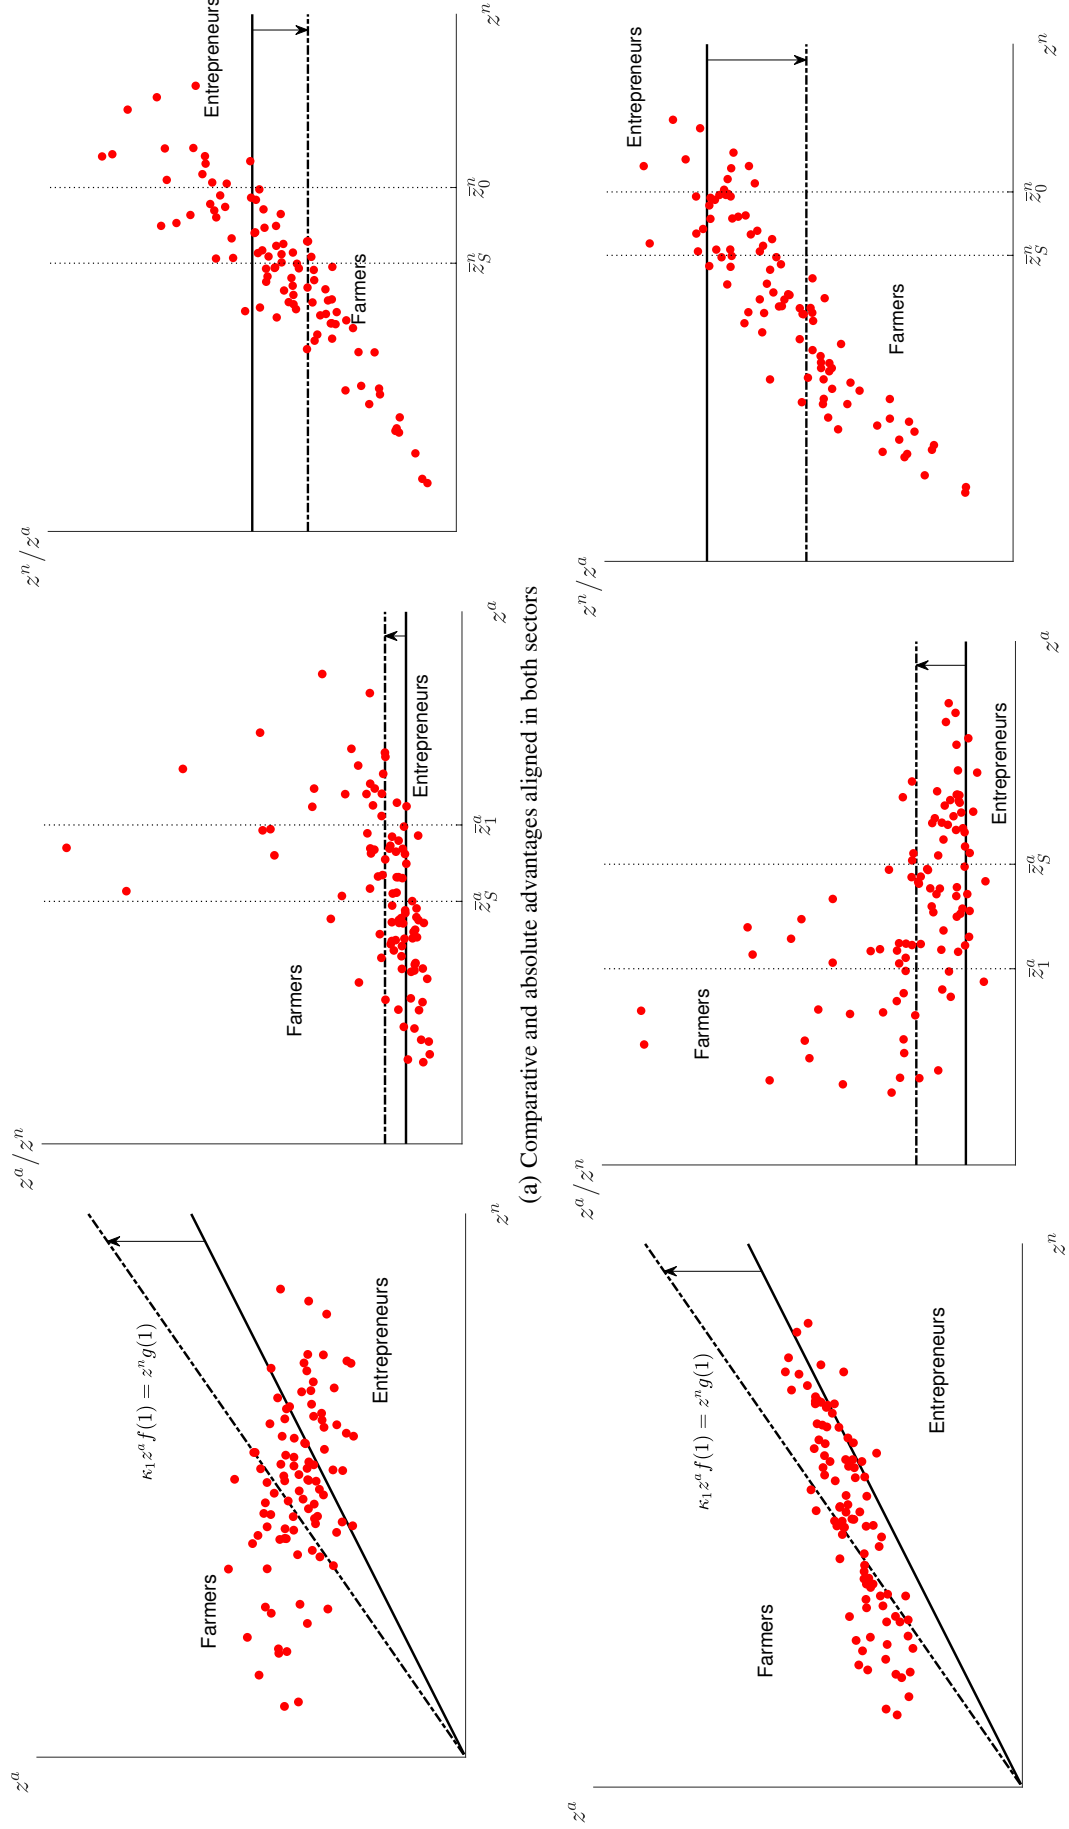 z^a
Farmers
κ_1 z^a f(1) = z^n g(1)
Entrepreneurs
z^n
z^a/z^n
Farmers
Entrepreneurs
z̅^a_S
z̅^a_1
z^a
z^n/z^a
Entrepreneurs
Farmers
z̅^n_S
z̅^n_0
z^n
(a) Comparative and absolute advantages aligned in both sectors
z^a
Farmers
κ_1 z^a f(1) = z^n g(1)
Entrepreneurs
z^n
z^a/z^n
Farmers
Entrepreneurs
z̅^a_1
z̅^a_S
z^a
z^n/z^a
Entrepreneurs
Farmers
z̅^n_S
z̅^n_0
z^n